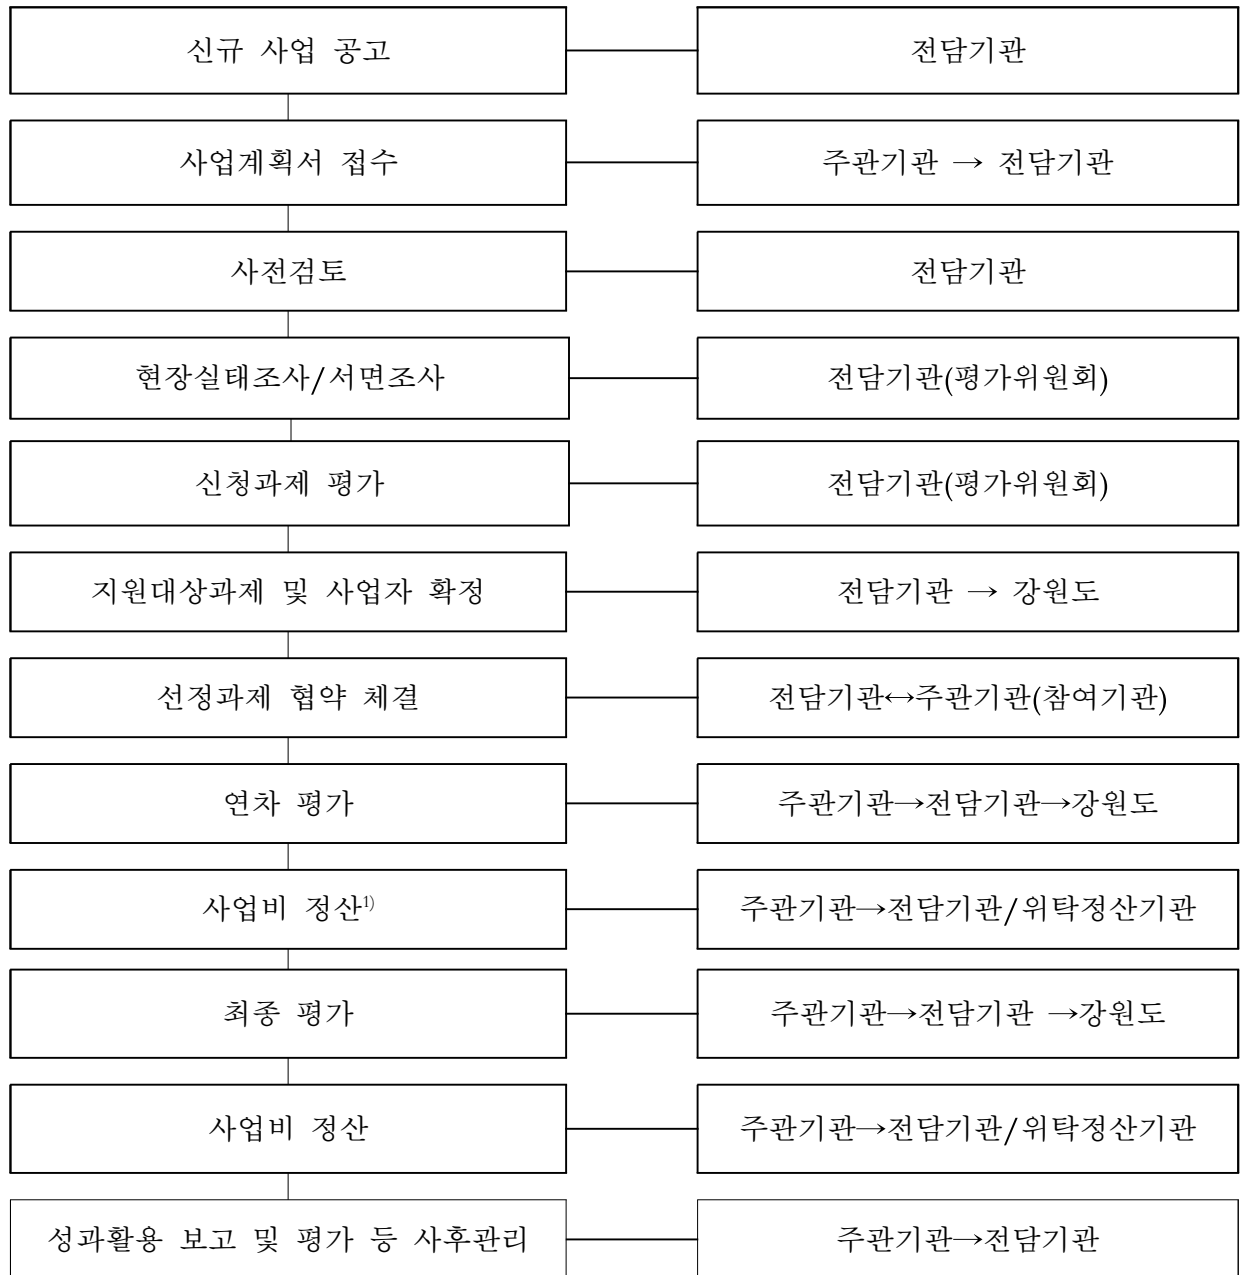 신규 사업 공고
전담기관
사업계획서 접수
주관기관 → 전담기관
사전검토
전담기관
현장실태조사/서면조사
전담기관(평가위원회)
신청과제 평가
전담기관(평가위원회)
지원대상과제 및 사업자 확정
전담기관 → 강원도
선정과제 협약 체결
전담기관↔주관기관(참여기관)
연차 평가
주관기관→전담기관→강원도
사업비 정산1)
주관기관→전담기관/위탁정산기관
최종 평가
주관기관→전담기관 →강원도
사업비 정산
주관기관→전담기관/위탁정산기관
성과활용 보고 및 평가 등 사후관리
주관기관→전담기관